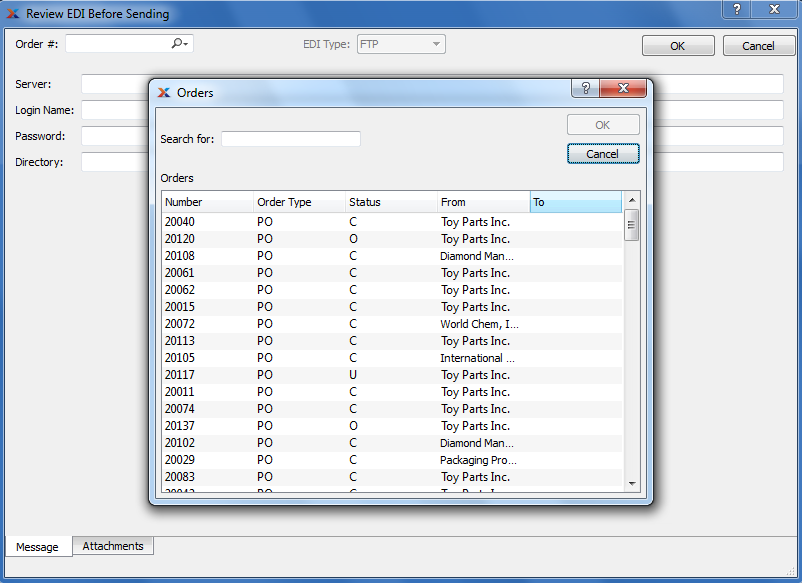 Review EDI Before Sending
Order #: EDI Type: FTP OK Cancel
Server:
Login Name:
Password:
Directory:
Orders
Search for: OK
Cancel
Orders
Number Order Type Status From To
20040 PO C Toy Parts Inc.
20120 PO O Toy Parts Inc.
20108 PO C Diamond Man...
20061 PO C Toy Parts Inc.
20062 PO C Toy Parts Inc.
20015 PO C Toy Parts Inc.
20072 PO C World Chem, I...
20113 PO C Toy Parts Inc.
20105 PO C International ...
20117 PO U Toy Parts Inc.
20011 PO C Toy Parts Inc.
20074 PO C Toy Parts Inc.
20137 PO O Toy Parts Inc.
20102 PO C Diamond Man...
20029 PO C Packaging Pro...
20083 PO C Toy Parts Inc.
PO C Toy Parts Inc.
Message Attachments